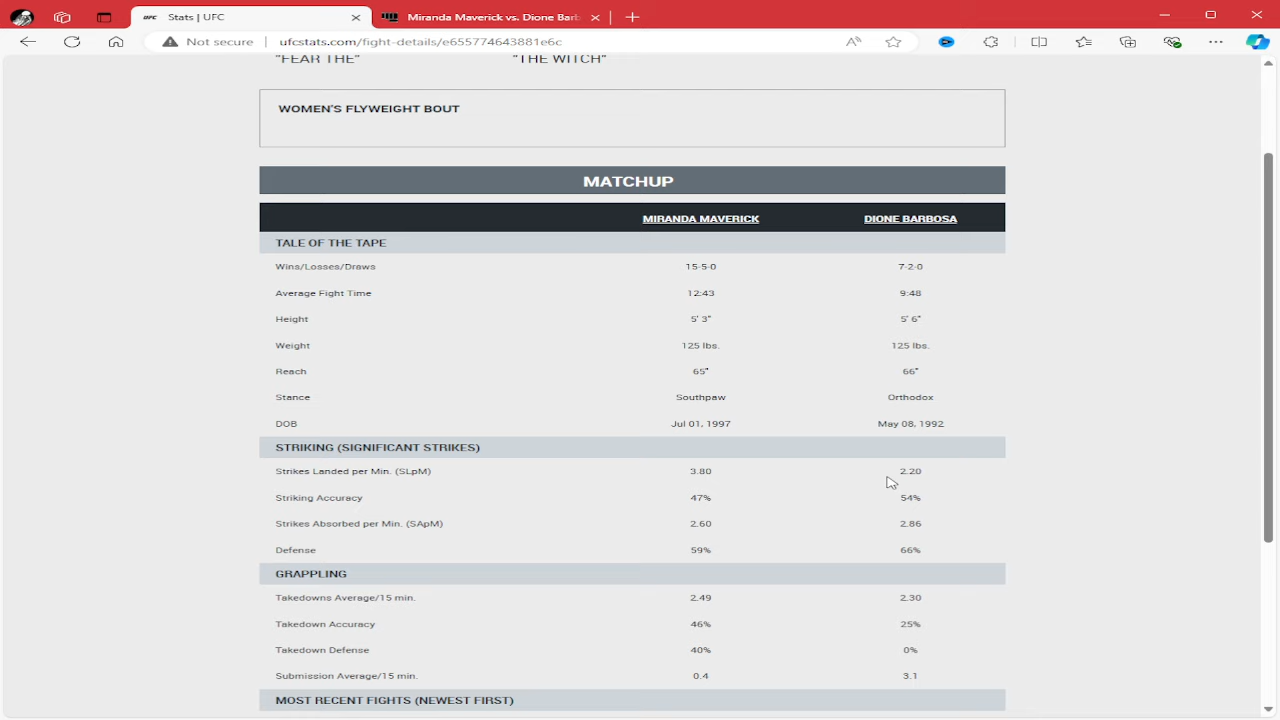 Stats | UFC
Miranda Maverick vs. Dione Barb
Not secure
ufcstats.com/fight-details/e655774643881e6c
"FEAR THE"
"THE WITCH"
WOMEN'S FLYWEIGHT BOUT
MATCHUP
MIRANDA MAVERICK DIONE BARBOSA
TALE OF THE TAPE
Wins/Losses/Draws 15-5-0 7-2-0
Average Fight Time 12:43 9:48
Height 5' 3" 5' 6"
Weight 125 lbs. 125 lbs.
Reach 65" 66"
Stance Southpaw Orthodox
DOB Jul 01, 1997 May 08, 1992
STRIKING (SIGNIFICANT STRIKES)
Strikes Landed per Min. (SLpM) 3.80 2.20
Striking Accuracy 47% 54%
Strikes Absorbed per Min. (SApM) 2.60 2.86
Defense 59% 66%
GRAPPLING
Takedowns Average/15 min. 2.49 2.30
Takedown Accuracy 46% 25%
Takedown Defense 40% 0%
Submission Average/15 min. 0.4 3.1
MOST RECENT FIGHTS (NEWEST FIRST)